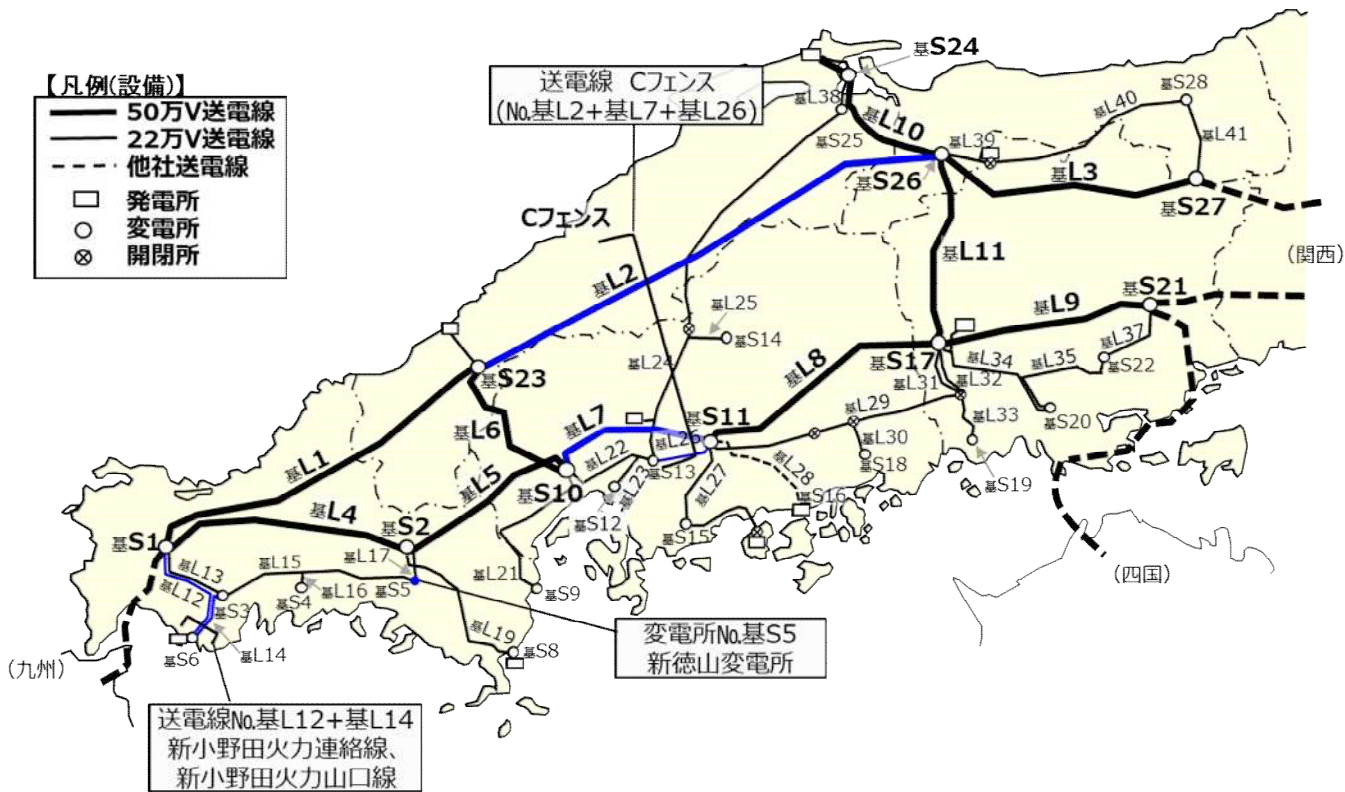 【凡例(設備)】
50万V送電線
22万V送電線
他社送電線
発電所
変電所
開閉所
送電線 Cフェンス
(No.基L2+基L7+基L26)
基S24
基L38
基S25
基L10
基L39
基S26
基L40
基S28
基L41
基L3
基S27
Cフェンス
基L2
基L11
(関西)
基L25
基S14
基L24
基L9
基S21
基L37
基S22
基S17
基L34
基L35
基L8
基L31
基L32
基S20
基S23
基L6
基L7
基S11
基L29
基L33
基L30
基S18
基S19
基L26
基L22
基S13
基L28
基S16
基L1
基L5
基S10
基L23
基L27
基S12
基S15
基L4
基S1
基S2
基L17
基L15
基L13
基L12
基S3
基S4
基L16
基S5
基L21
基S9
(四国)
基L19
基S8
基S6
基L14
(九州)
変電所No.基S5
新徳山変電所
送電線No.基L12+基L14
新小野田火力連絡線、
新小野田火力山口線